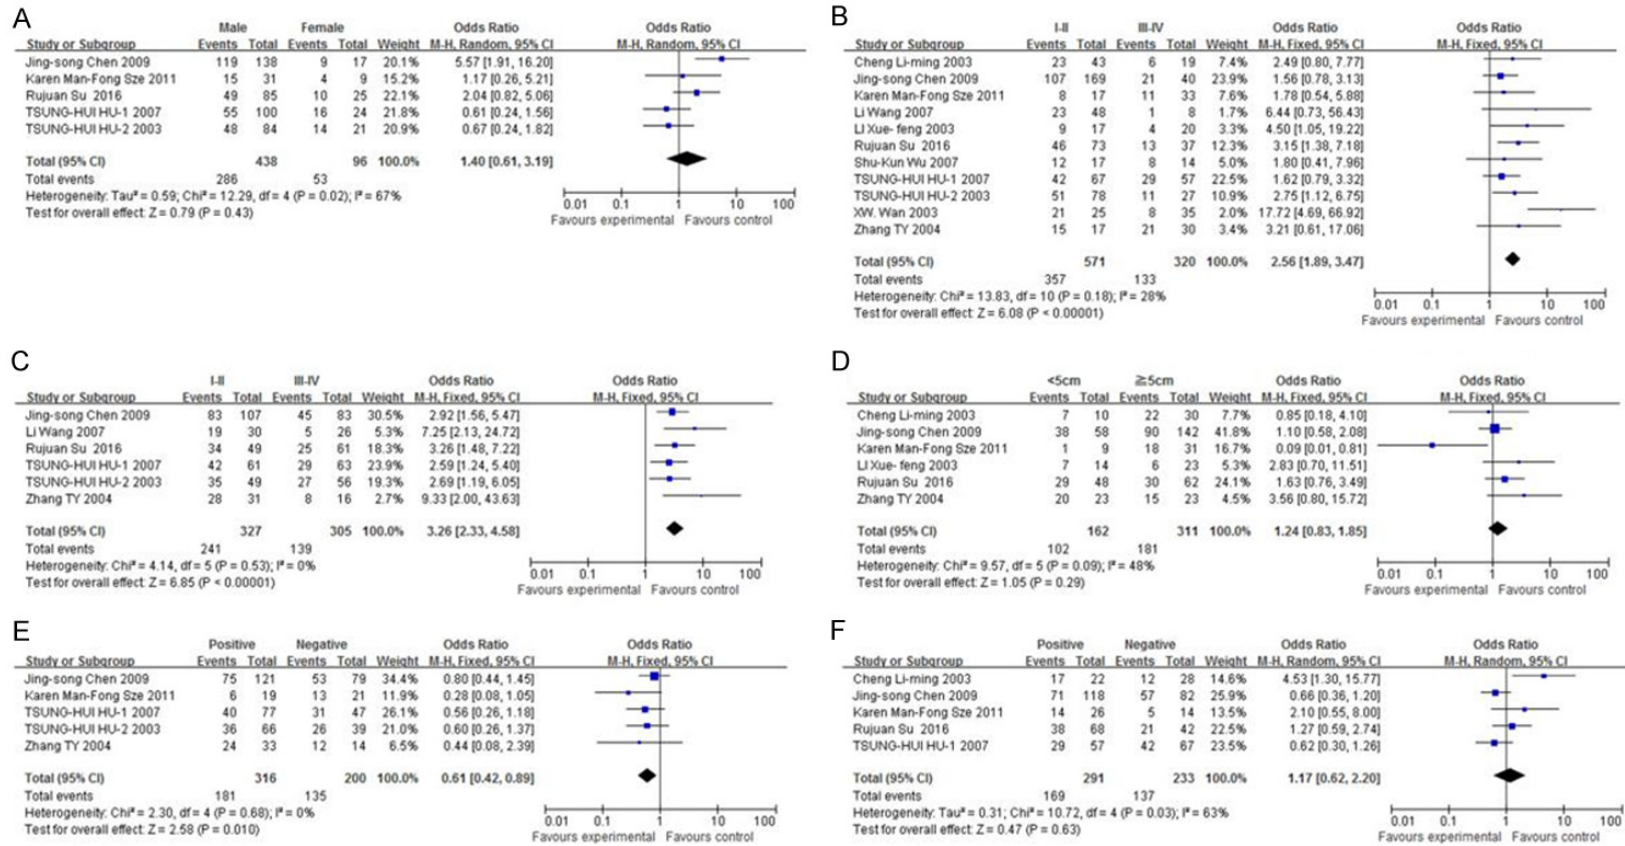 A
Male Female Odds Ratio Odds Ratio
Study or Subgroup Events Total Events Total Weight M-H, Random, 95% CI M-H, Random, 95% CI
Jing-song Chen 2009 119 138 9 17 20.1% 5.57 [1.91, 16.20]
Karen Man-Fong Sze 2011 15 31 4 9 15.2% 1.17 [0.26, 5.21]
Rujuan Su 2016 49 85 10 25 22.1% 2.04 [0.82, 5.06]
TSUNG-HUI HU-1 2007 55 100 16 24 21.8% 0.61 [0.24, 1.56]
TSUNG-HUI HU-2 2003 48 84 14 21 20.9% 0.67 [0.24, 1.82]
Total (95% CI) 438 96 100.0% 1.40 [0.61, 3.19]
Total events 286 53
Heterogeneity: Tau² = 0.59; Chi² = 12.29, df = 4 (P = 0.02); I² = 67%
Test for overall effect: Z = 0.79 (P = 0.43)
0.01 0.1 1 10 100
Favours experimental Favours control
B
I-II III-IV Odds Ratio Odds Ratio
Study or Subgroup Events Total Events Total Weight M-H, Fixed, 95% CI M-H, Fixed, 95% CI
Cheng Li-ming 2003 23 43 6 19 7.4% 2.49 [0.80, 7.77]
Jing-song Chen 2009 107 169 21 40 23.9% 1.56 [0.78, 3.13]
Karen Man-Fong Sze 2011 8 17 11 33 7.6% 1.78 [0.54, 5.88]
Li Wang 2007 23 48 1 8 1.7% 6.44 [0.73, 56.43]
LI Xue- feng 2003 9 17 4 20 3.3% 4.50 [1.05, 19.22]
Rujuan Su 2016 46 73 13 37 12.3% 3.15 [1.38, 7.18]
Shu-Kun Wu 2007 12 17 8 14 5.0% 1.80 [0.41, 7.96]
TSUNG-HUI HU-1 2007 42 67 29 57 22.5% 1.62 [0.79, 3.32]
TSUNG-HUI HU-2 2003 51 78 11 27 10.9% 2.75 [1.12, 6.75]
XW. Wan 2003 21 25 8 35 2.0% 17.72 [4.69, 66.92]
Zhang TY 2004 15 17 21 30 3.4% 3.21 [0.61, 17.06]
Total (95% CI) 571 320 100.0% 2.56 [1.89, 3.47]
Total events 357 133
Heterogeneity: Chi² = 13.83, df = 10 (P = 0.18); I² = 28%
Test for overall effect: Z = 6.08 (P < 0.00001)
0.01 0.1 1 10 100
Favours experimental Favours control
C
I-II III-IV Odds Ratio Odds Ratio
Study or Subgroup Events Total Events Total Weight M-H, Fixed, 95% CI M-H, Fixed, 95% CI
Jing-song Chen 2009 83 107 45 83 30.5% 2.92 [1.56, 5.47]
Li Wang 2007 19 30 5 26 5.3% 7.25 [2.13, 24.72]
Rujuan Su 2016 34 49 25 61 18.3% 3.26 [1.48, 7.22]
TSUNG-HUI HU-1 2007 42 61 29 63 23.9% 2.59 [1.24, 5.40]
TSUNG-HUI HU-2 2003 35 49 27 56 19.3% 2.69 [1.19, 6.05]
Zhang TY 2004 28 31 8 16 2.7% 9.33 [2.00, 43.63]
Total (95% CI) 327 305 100.0% 3.26 [2.33, 4.58]
Total events 241 139
Heterogeneity: Chi² = 4.14, df = 5 (P = 0.53); I² = 0%
Test for overall effect: Z = 6.85 (P < 0.00001)
0.01 0.1 1 10 100
Favours experimental Favours control
D
<5cm ≧5cm Odds Ratio Odds Ratio
Study or Subgroup Events Total Events Total Weight M-H, Fixed, 95% CI M-H, Fixed, 95% CI
Cheng Li-ming 2003 7 10 22 30 7.7% 0.85 [0.18, 4.10]
Jing-song Chen 2009 38 58 90 142 41.8% 1.10 [0.58, 2.08]
Karen Man-Fong Sze 2011 1 9 18 31 16.7% 0.09 [0.01, 0.81]
LI Xue- feng 2003 7 14 6 23 5.3% 2.83 [0.70, 11.51]
Rujuan Su 2016 29 48 30 62 24.1% 1.63 [0.76, 3.49]
Zhang TY 2004 20 23 15 23 4.5% 3.56 [0.80, 15.72]
Total (95% CI) 162 311 100.0% 1.24 [0.83, 1.85]
Total events 102 181
Heterogeneity: Chi² = 9.57, df = 5 (P = 0.09); I² = 48%
Test for overall effect: Z = 1.05 (P = 0.29)
0.01 0.1 1 10 100
Favours experimental Favours control
E
Positive Negative Odds Ratio Odds Ratio
Study or Subgroup Events Total Events Total Weight M-H, Fixed, 95% CI M-H, Fixed, 95% CI
Jing-song Chen 2009 75 121 53 79 34.4% 0.80 [0.44, 1.45]
Karen Man-Fong Sze 2011 6 19 13 21 11.9% 0.28 [0.08, 1.05]
TSUNG-HUI HU-1 2007 40 77 31 47 26.1% 0.56 [0.26, 1.18]
TSUNG-HUI HU-2 2003 36 66 26 39 21.0% 0.60 [0.26, 1.37]
Zhang TY 2004 24 33 12 14 6.5% 0.44 [0.08, 2.39]
Total (95% CI) 316 200 100.0% 0.61 [0.42, 0.89]
Total events 181 135
Heterogeneity: Chi² = 2.30, df = 4 (P = 0.68); I² = 0%
Test for overall effect: Z = 2.58 (P = 0.010)
0.01 0.1 1 10 100
Favours experimental Favours control
F
Positive Negative Odds Ratio Odds Ratio
Study or Subgroup Events Total Events Total Weight M-H, Random, 95% CI M-H, Random, 95% CI
Cheng Li-ming 2003 17 22 12 28 14.6% 4.53 [1.30, 15.77]
Jing-song Chen 2009 71 118 57 82 25.9% 0.66 [0.36, 1.20]
Karen Man-Fong Sze 2011 14 26 5 14 13.5% 2.10 [0.55, 8.00]
Rujuan Su 2016 38 68 21 42 22.5% 1.27 [0.59, 2.74]
TSUNG-HUI HU-1 2007 29 57 42 67 23.5% 0.62 [0.30, 1.26]
Total (95% CI) 291 233 100.0% 1.17 [0.62, 2.20]
Total events 169 137
Heterogeneity: Tau² = 0.31; Chi² = 10.72, df = 4 (P = 0.03); I² = 63%
Test for overall effect: Z = 0.47 (P = 0.63)
0.01 0.1 1 10 100
Favours experimental Favours control